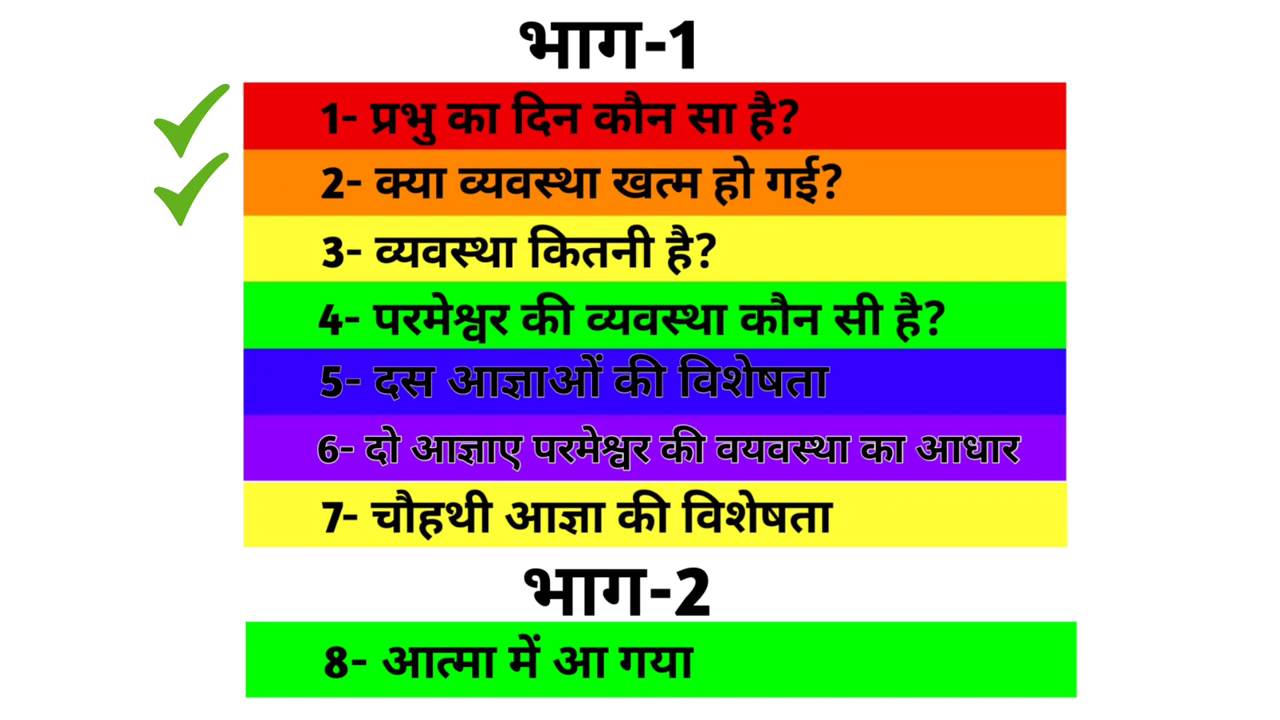 भाग-1
1- प्रभु का दिन कौन सा है?
2- क्या व्यवस्था खत्म हो गई?
3- व्यवस्था कितनी है?
4- परमेश्वर की व्यवस्था कौन सी है?
5- दस आज्ञाओं की विशेषता
6- दो आज्ञाए परमेश्वर की वयवस्था का आधार
7- चौहथी आज्ञा की विशेषता
भाग-2
8- आत्मा में आ गया